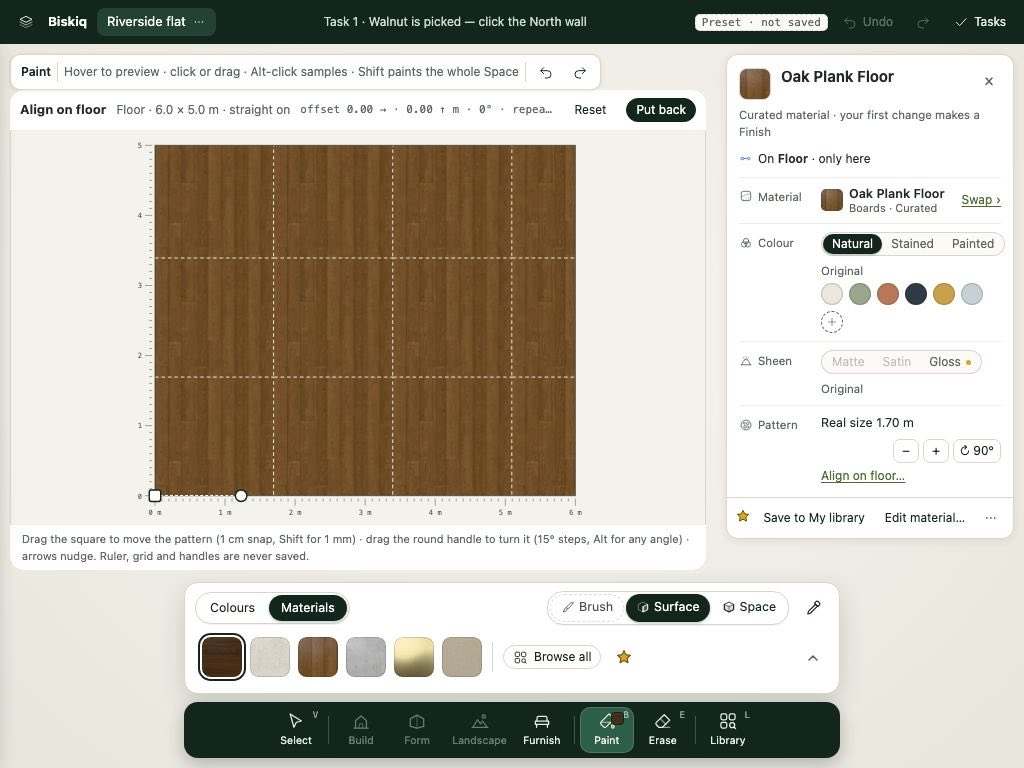 Biskiq
Riverside flat ···
Task 1 · Walnut is picked — click the North wall
Preset · not saved
Undo
Tasks
Paint
Hover to preview · click or drag · Alt-click samples · Shift paints the whole Space
Align on floor
Floor · 6.0 × 5.0 m · straight on
offset 0.00 → · 0.00 ↑ m · 0° · repea…
Reset
Put back
5
4
3
2
1
0
0 m
1 m
2 m
3 m
4 m
5 m
6 m
Drag the square to move the pattern (1 cm snap, Shift for 1 mm) · drag the round handle to turn it (15° steps, Alt for any angle) ·
arrows nudge. Ruler, grid and handles are never saved.
Oak Plank Floor
×
Curated material · your first change makes a
Finish
On Floor · only here
Material
Oak Plank Floor
Boards · Curated
Swap ›
Colour
Natural
Stained
Painted
Original
+
Sheen
Matte
Satin
Gloss
Original
Pattern
Real size 1.70 m
−
+
↻ 90°
Align on floor…
Save to My library
Edit material…
···
Colours
Materials
Brush
Surface
Space
Browse all
Select
V
Build
Form
Landscape
Furnish
Paint
B
Erase
E
Library
L